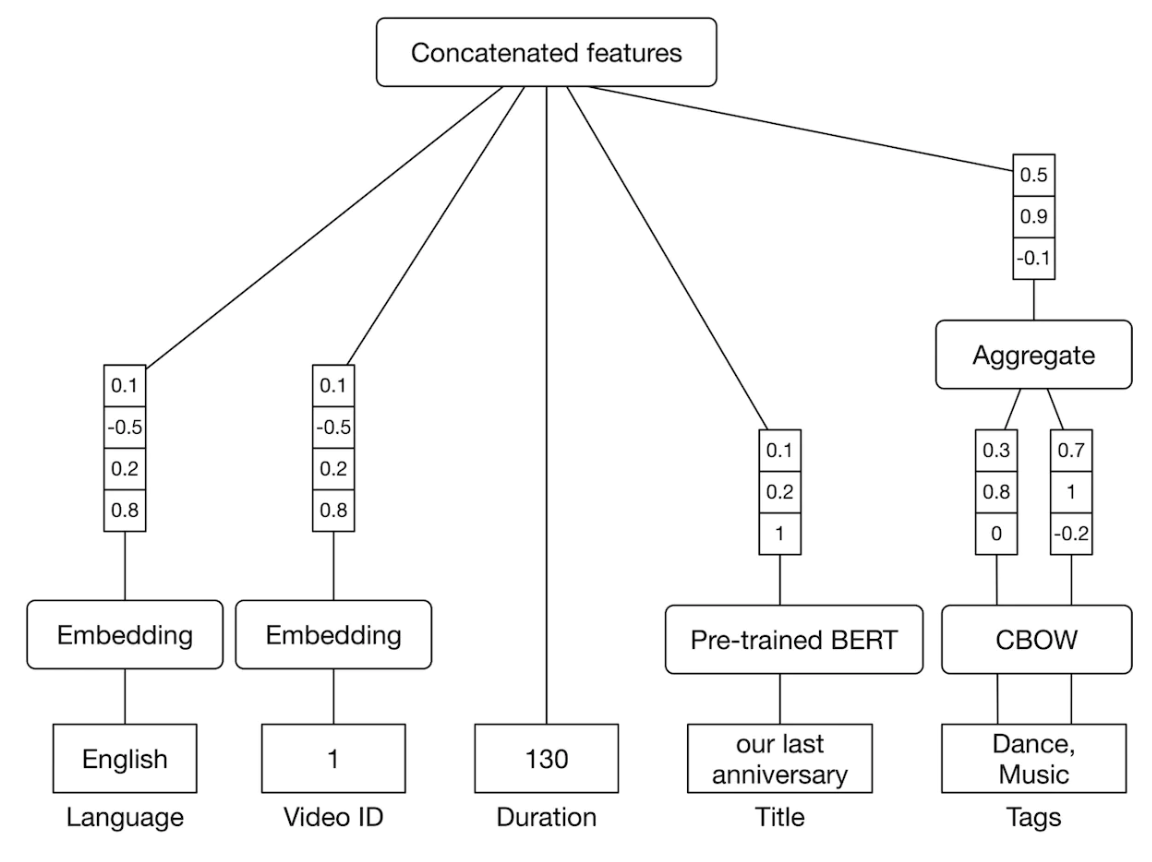 Concatenated features
0.5
0.9
-0.1
Aggregate
0.1
-0.5
0.2
0.8
0.1
-0.5
0.2
0.8
0.1
0.2
1
0.3
0.8
0
0.7
1
-0.2
Embedding
Embedding
Pre-trained BERT
CBOW
English
1
130
our last
anniversary
Dance,
Music
Language
Video ID
Duration
Title
Tags